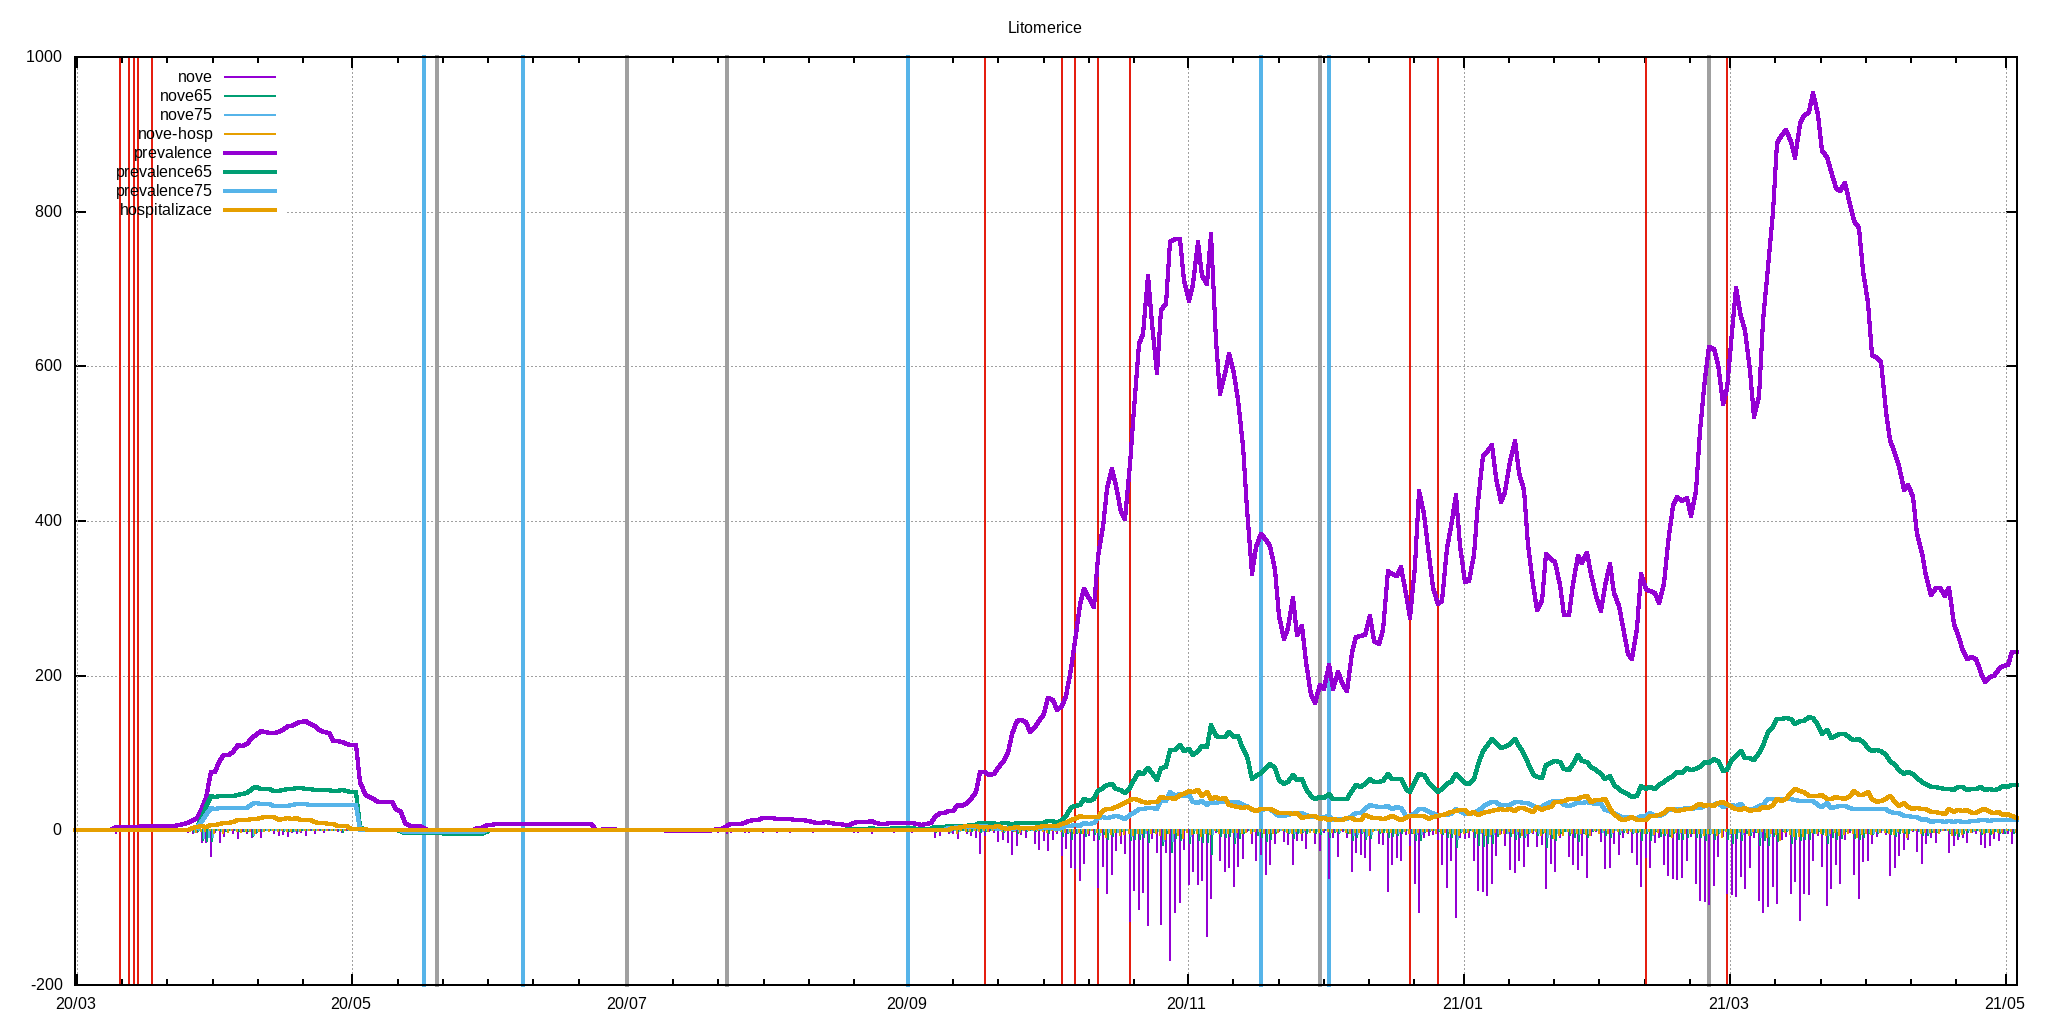 Litomerice
1000
800
600
400
200
0
-200
nove
nove65
nove75
nove-hosp
prevalence
prevalence65
prevalence75
hospitalizace
20/03
20/05
20/07
20/09
20/11
21/01
21/03
21/05